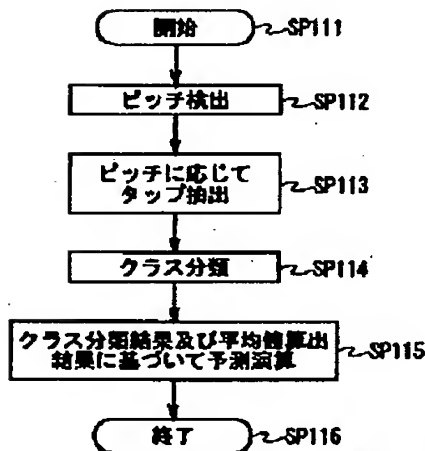 開始 SP111
ピッチ検出 SP112
ピッチに応じて
タップ抽出 SP113
クラス分類 SP114
クラス分類結果及び平均値算出
結果に基づいて予測演算 SP115
終了 SP116